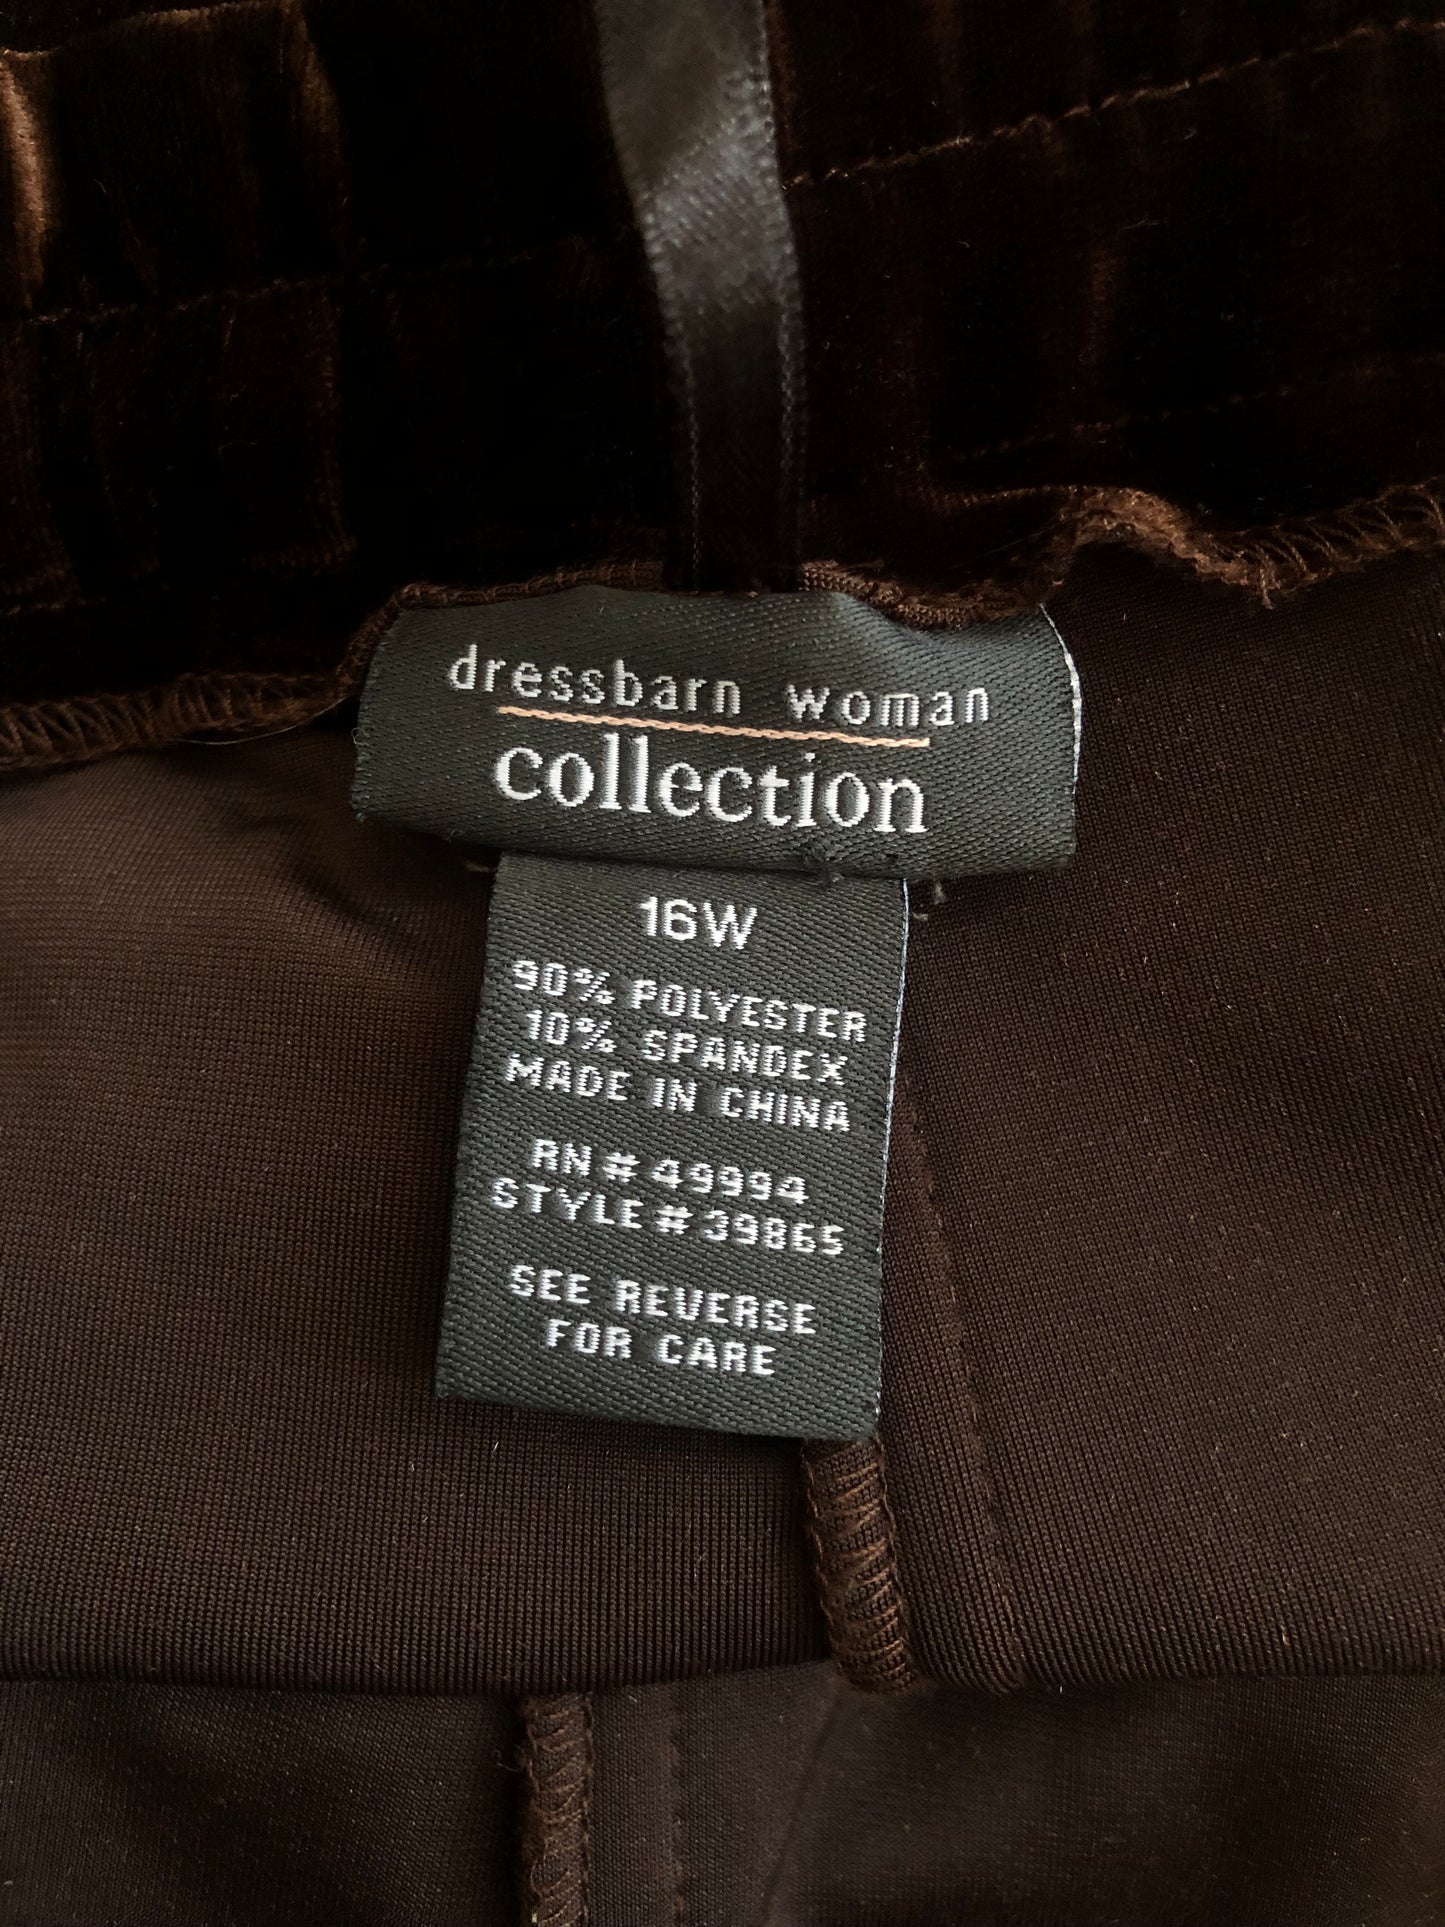 dressbarn woman
collection
16W
90% POLYESTER
10% SPANDEX
MADE IN CHINA
RN#49994
STYLE#39865
SEE REVERSE
FOR CARE